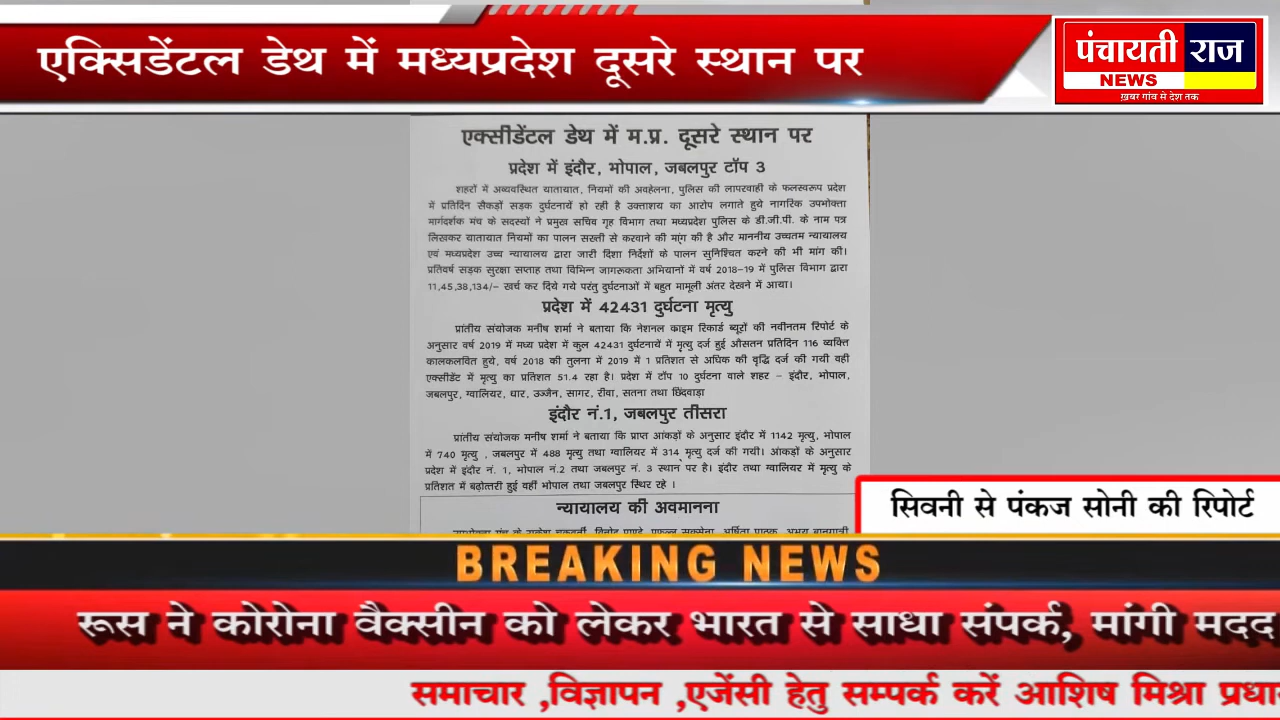 एक्सिडेंटल डेथ में मध्यप्रदेश दूसरे स्थान पर
पंचायती राज
NEWS
ख़बर गांव से देश तक
एक्सीडेंटल डेथ में म.प्र. दूसरे स्थान पर
प्रदेश में इंदौर, भोपाल, जबलपुर टॉप 3
शहरों में अव्यवस्थित यातायात, नियमों की अवहेलना, पुलिस की लापरवाही के फलस्वरूप प्रदेश
में प्रतिदिन सैकड़ों सड़क दुर्घटनायें हो रही है उक्ताशय का आरोप लगाते हुये नागरिक उपभोक्ता
मार्गदर्शक मंच के सदस्यों ने प्रमुख सचिव गृह विभाग तथा मध्यप्रदेश पुलिस के डी.जी.पी. के नाम पत्र
लिखकर यातायात नियमों का पालन सख्ती से करवाने की मांग की है और माननीय उच्चतम न्यायालय
एवं मध्यप्रदेश उच्च न्यायालय द्वारा जारी दिशा निर्देशों के पालन सुनिश्चित करने की भी मांग की।
प्रतिवर्ष सड़क सुरक्षा सप्ताह तथा विभिन्न जागरूकता अभियानों में वर्ष 2018-19 में पुलिस विभाग द्वारा
11,45,38,134/- खर्च कर दिये गये परंतु दुर्घटनाओं में बहुत मामूली अंतर देखने में आया।
प्रदेश में 42431 दुर्घटना मृत्यु
प्रांतीय संयोजक मनीष शर्मा ने बताया कि नेशनल क्राइम रिकार्ड ब्यूरों की नवीनतम रिपोर्ट के
अनुसार वर्ष 2019 में मध्य प्रदेश में कुल 42431 दुर्घटनायें में मृत्यु दर्ज हुई औसतन प्रतिदिन 116 व्यक्ति
कालकलवित हुये, वर्ष 2018 की तुलना में 2019 में 1 प्रतिशत से अधिक की वृद्धि दर्ज की गयी वही
एक्सीडेंट में मृत्यु का प्रतिशत 51.4 रहा है। प्रदेश में टॉप 10 दुर्घटना वाले शहर - इंदौर, भोपाल,
जबलपुर, ग्वालियर, धार, उज्जैन, सागर, रीवा, सतना तथा छिंदवाड़ा
इंदौर नं.1, जबलपुर तीसरा
प्रांतीय संयोजक मनीष शर्मा ने बताया कि प्राप्त आंकड़ों के अनुसार इंदौर में 1142 मृत्यु, भोपाल
में 740 मृत्यु , जबलपुर में 488 मृत्यु तथा ग्वालियर में 314 मृत्यु दर्ज की गयी। आंकड़ों के अनुसार
प्रदेश में इंदौर नं. 1, भोपाल नं.2 तथा जबलपुर नं. 3 स्थान पर है। इंदौर तथा ग्वालियर में मृत्यु के
प्रतिशत में बढ़ोत्तरी हुई वहीं भोपाल तथा जबलपुर स्थिर रहे ।
न्यायालय की अवमानना
सिवनी से पंकज सोनी की रिपोर्ट
BREAKING NEWS
रूस ने कोरोना वैक्सीन को लेकर भारत से साधा संपर्क, मांगी मदद
समाचार ,विज्ञापन ,एजेंसी हेतु सम्पर्क करें आशिष मिश्रा प्रधा